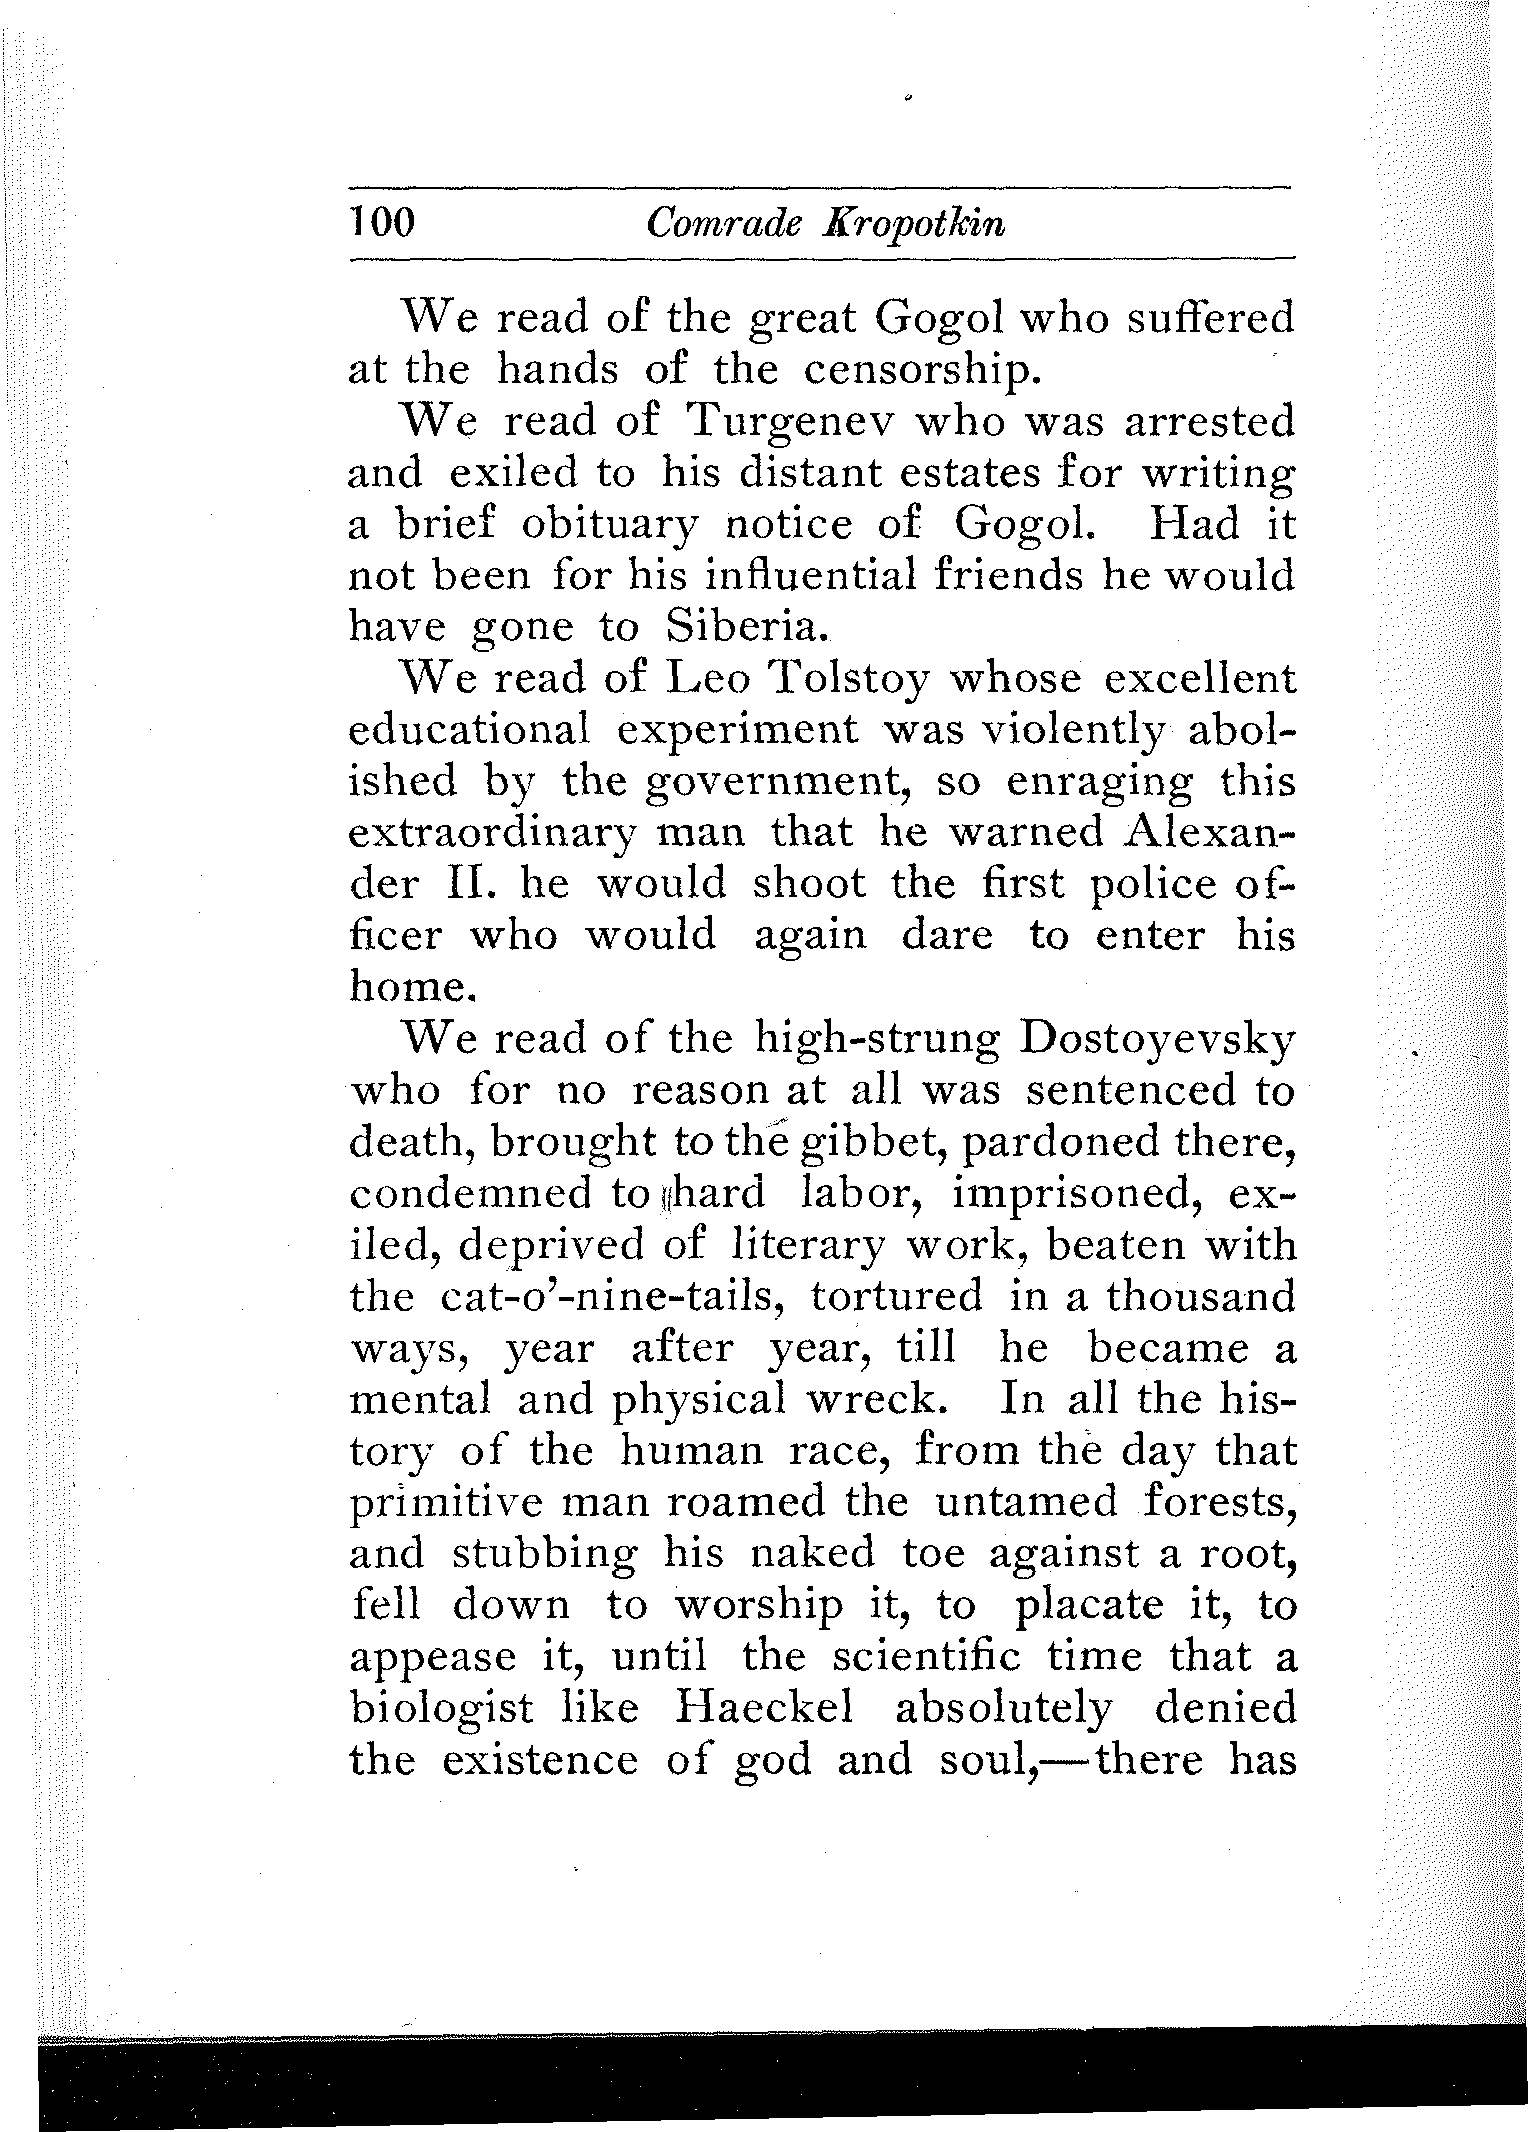 100 Comrade Kropotkin
We read of the great Gogol who suffered
at the hands of the censorship.
We read of Turgenev who was arrested
and exiled to his distant estates for writing
a brief obituary notice of Gogol. Had it
not been for his influential friends he would
have gone to Siberia.
We read of Leo Tolstoy whose excellent
educational experiment was violently abol-
ished by the government, so enraging this
extraordinary man that he warned Alexan-
der II. he would shoot the first police of-
ficer who would again dare to enter his
home.
We read of the high-strung Dostoyevsky
who for no reason at all was sentenced to
death, brought to the gibbet, pardoned there,
condemned to hard labor, imprisoned, ex-
iled, deprived of literary work, beaten with
the cat-o'-nine-tails, tortured in a thousand
ways, year after year, till he became a
mental and physical wreck. In all the his-
tory of the human race, from the day that
primitive man roamed the untamed forests,
and stubbing his naked toe against a root,
fell down to worship it, to placate it, to
appease it, until the scientific time that a
biologist like Haeckel absolutely denied
the existence of god and soul,—there has